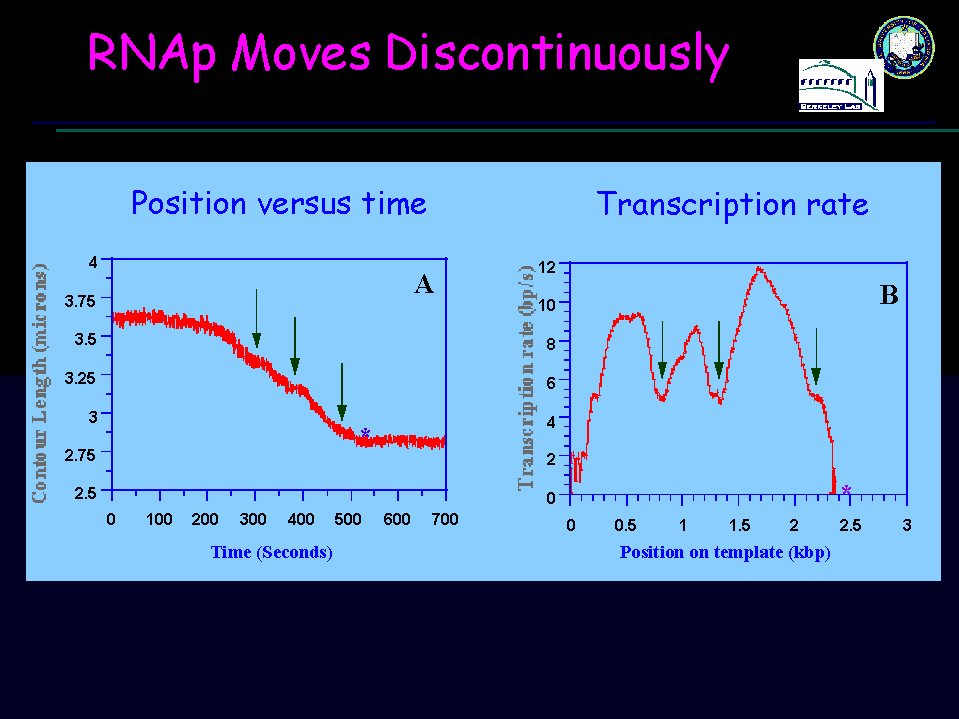 RNAp Moves Discontinuously
BERKELEY LAB
Position versus time
Transcription rate
Contour Length (microns)
4
3.75
3.5
3.25
3
2.75
2.5
A
*
0 100 200 300 400 500 600 700
Time (Seconds)
Transcription rate (bp/s)
12
10
8
6
4
2
0
B
*
0 0.5 1 1.5 2 2.5 3
Position on template (kbp)